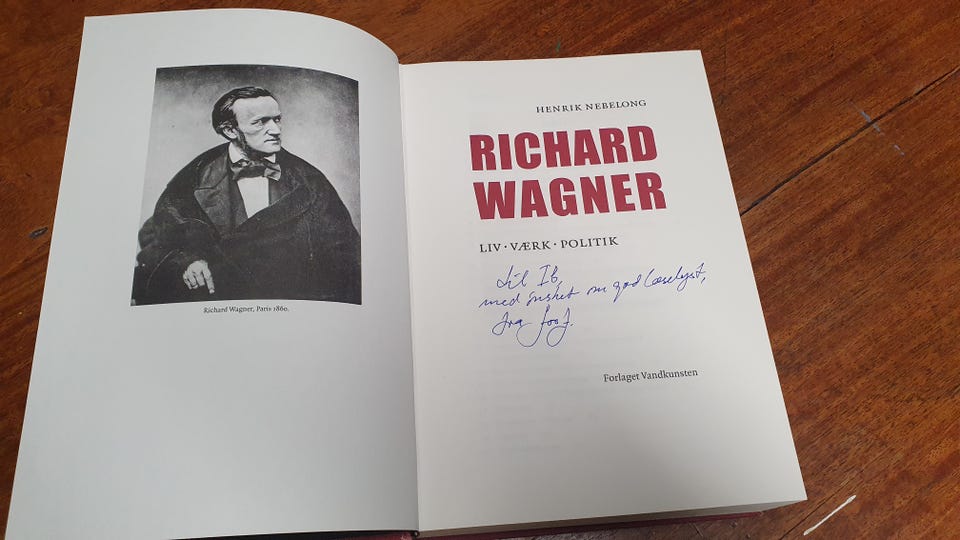 Richard Wagner, Paris 1860.
HENRIK NEBELONG
RICHARD
WAGNER
LIV · VÆRK · POLITIK
til Ib,
med ønsket om god læselyst,
fra
Forlaget Vandkunsten